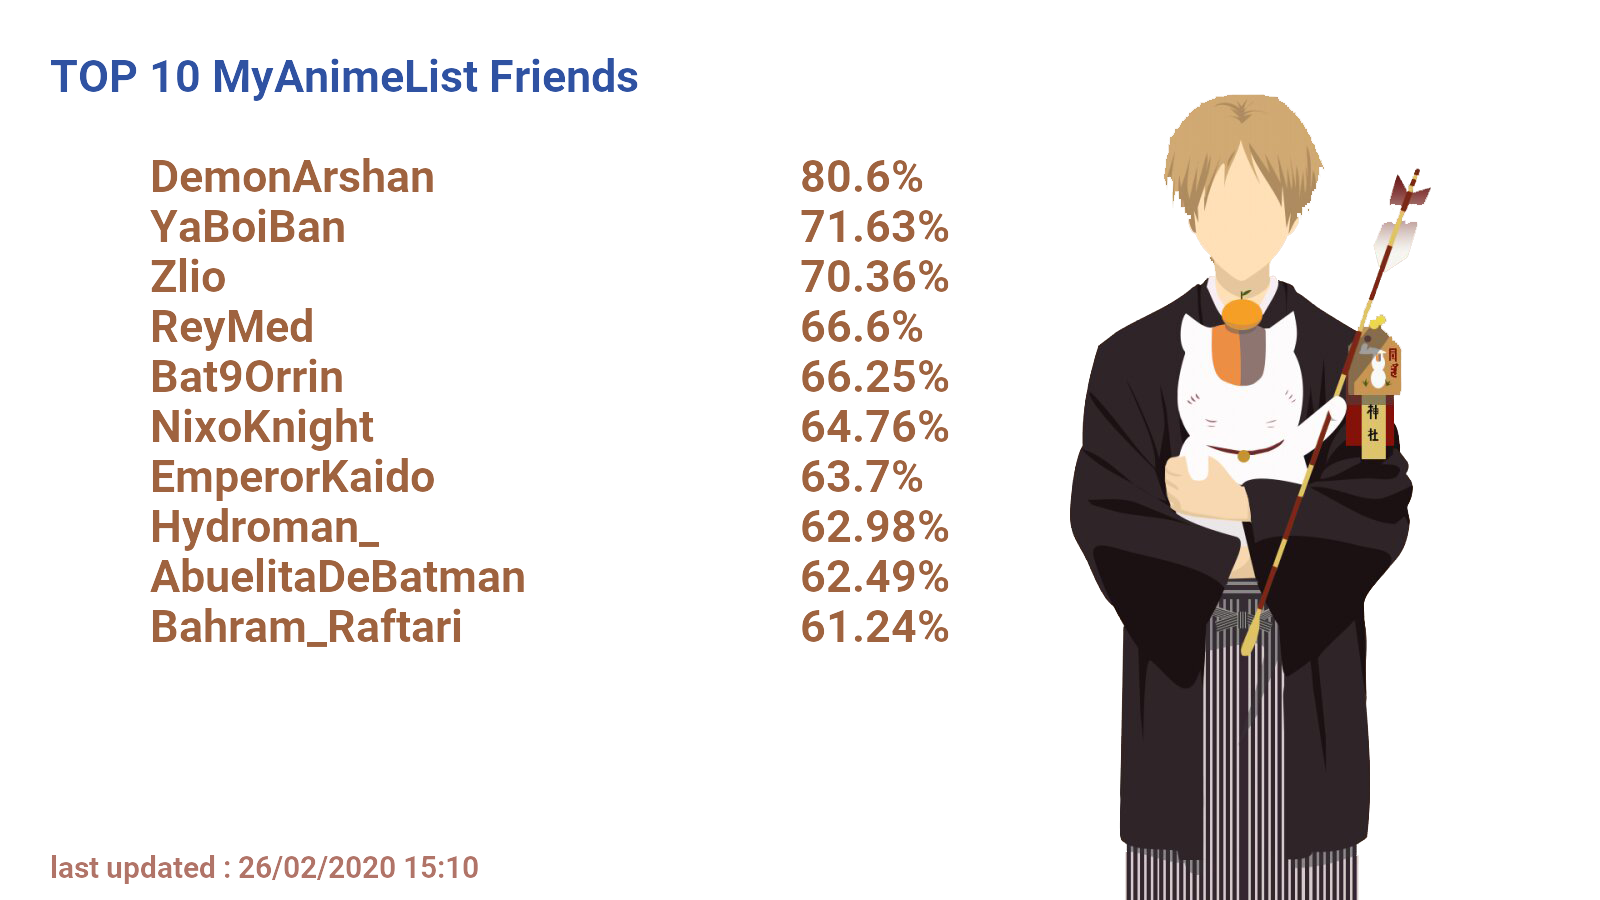 TOP 10 MyAnimeList Friends
DemonArshan 80.6%
YaBoiBan 71.63%
Zlio 70.36%
ReyMed 66.6%
Bat9Orrin 66.25%
NixoKnight 64.76%
EmperorKaido 63.7%
Hydroman_ 62.98%
AbuelitaDeBatman 62.49%
Bahram_Raftari 61.24%
神
社
last updated : 26/02/2020 15:10